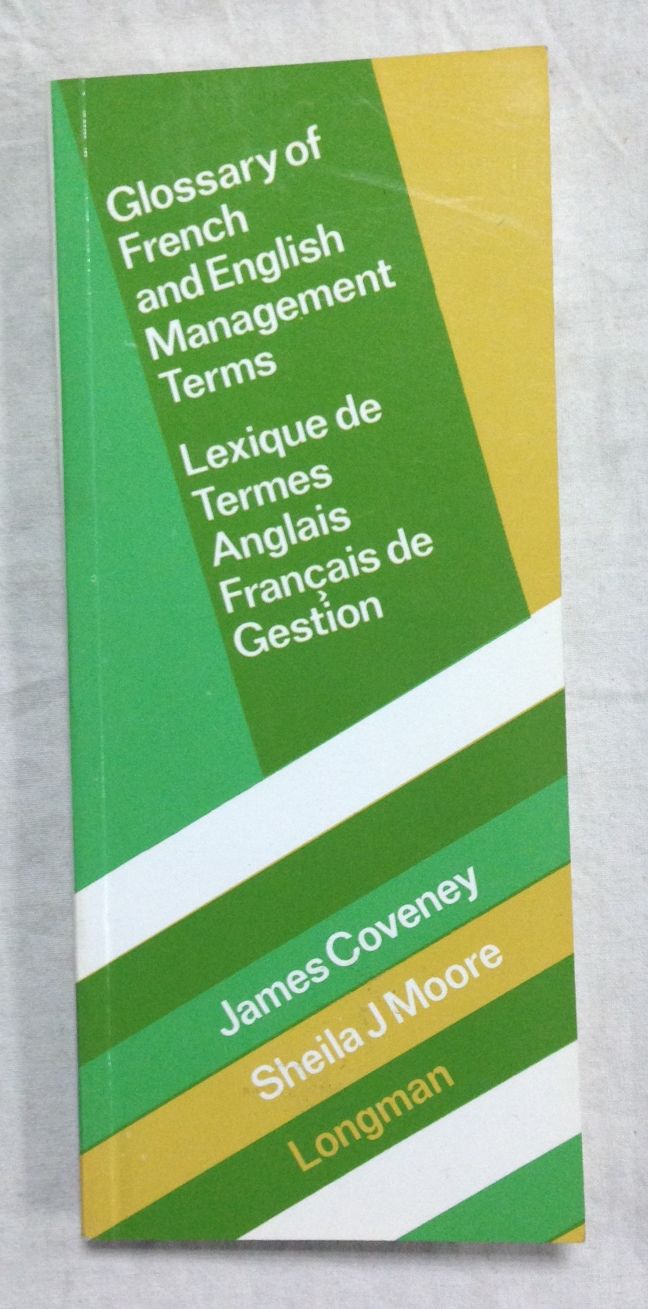 Glossary of
French
and English
Management
Terms
Lexique de
Termes
Anglais
Français de
Gestion
James Coveney
Sheila J Moore
Longman